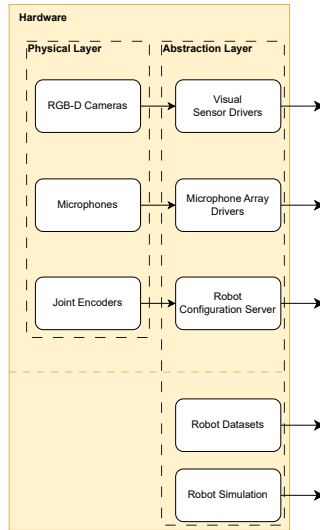 Hardware
Physical Layer
Abstraction Layer
RGB-D Cameras
Visual
Sensor Drivers
Microphones
Microphone Array
Drivers
Joint Encoders
Robot
Configuration Server
Robot Datasets
Robot Simulation